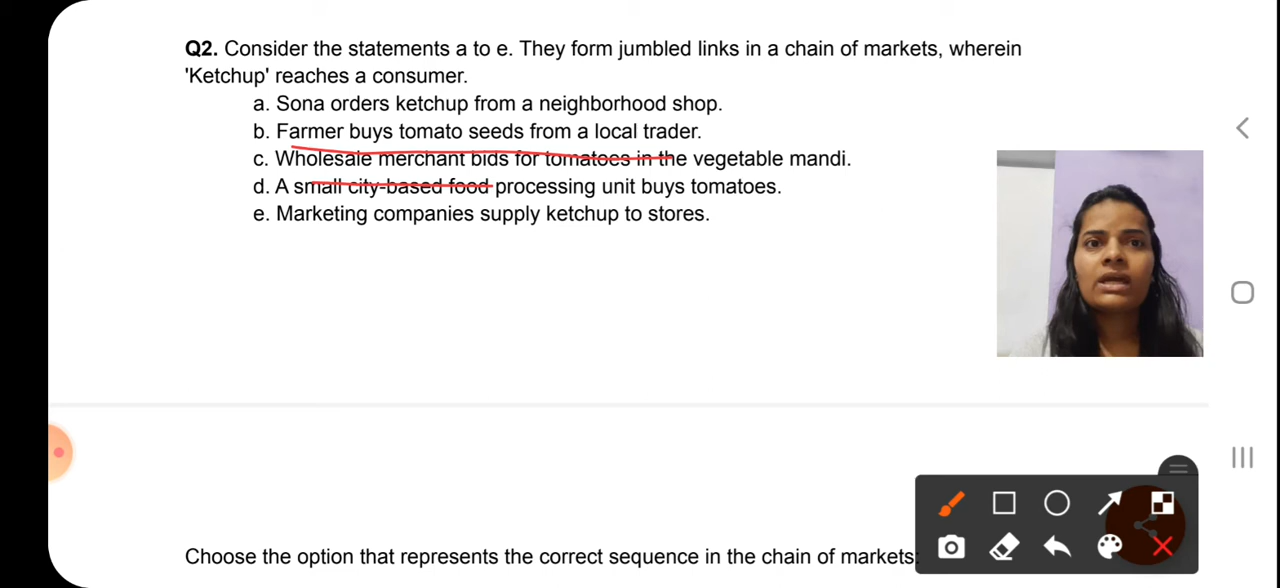 Q2. Consider the statements a to e. They form jumbled links in a chain of markets, wherein
'Ketchup' reaches a consumer.
a. Sona orders ketchup from a neighborhood shop.
b. Farmer buys tomato seeds from a local trader.
c. Wholesale merchant bids for tomatoes in the vegetable mandi.
d. A small city-based food processing unit buys tomatoes.
e. Marketing companies supply ketchup to stores.
Choose the option that represents the correct sequence in the chain of markets: